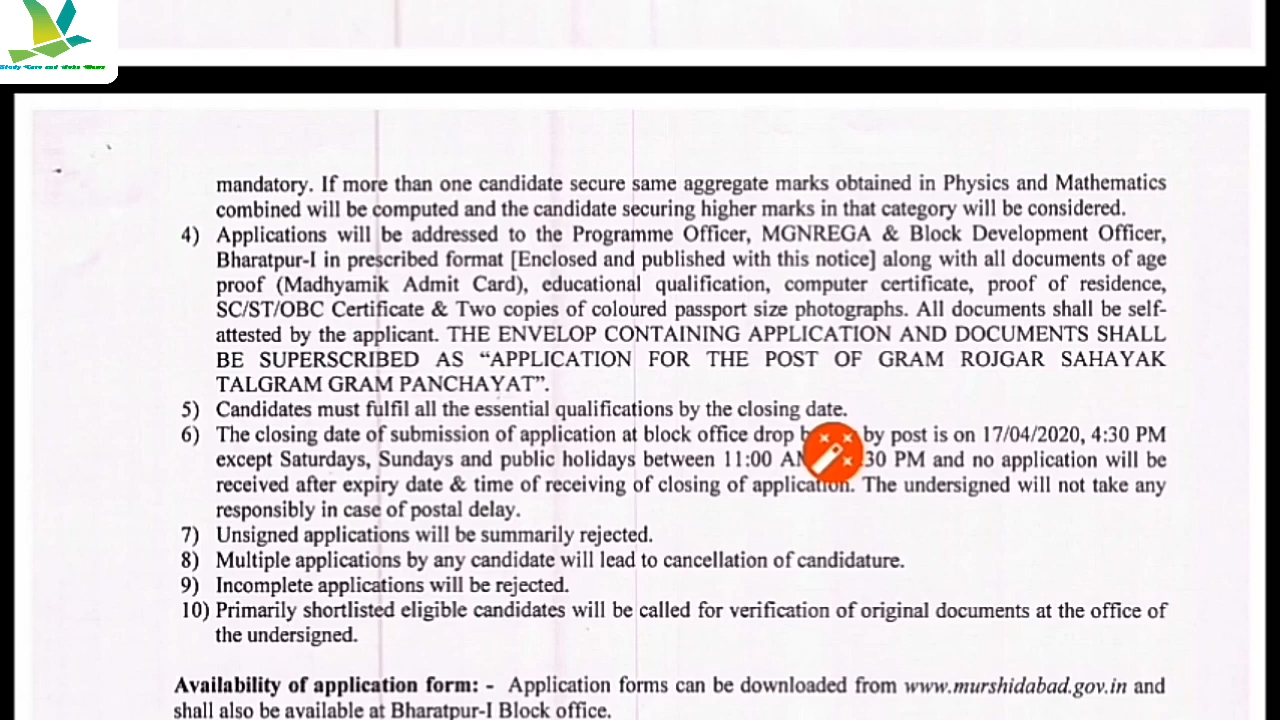 Study Care and Jobs News
mandatory. If more than one candidate secure same aggregate marks obtained in Physics and Mathematics
combined will be computed and the candidate securing higher marks in that category will be considered.
4) Applications will be addressed to the Programme Officer, MGNREGA & Block Development Officer,
Bharatpur-I in prescribed format [Enclosed and published with this notice] along with all documents of age
proof (Madhyamik Admit Card), educational qualification, computer certificate, proof of residence,
SC/ST/OBC Certificate & Two copies of coloured passport size photographs. All documents shall be self-
attested by the applicant. THE ENVELOP CONTAINING APPLICATION AND DOCUMENTS SHALL
BE SUPERSCRIBED AS “APPLICATION FOR THE POST OF GRAM ROJGAR SAHAYAK
TALGRAM GRAM PANCHAYAT”.
5) Candidates must fulfil all the essential qualifications by the closing date.
6) The closing date of submission of application at block office drop by post is on 17/04/2020, 4:30 PM
except Saturdays, Sundays and public holidays between 11:00 30 PM and no application will be
received after expiry date & time of receiving of closing of application. The undersigned will not take any
responsibly in case of postal delay.
7) Unsigned applications will be summarily rejected.
8) Multiple applications by any candidate will lead to cancellation of candidature.
9) Incomplete applications will be rejected.
10) Primarily shortlisted eligible candidates will be called for verification of original documents at the office of
the undersigned.
Availability of application form: - Application forms can be downloaded from www.murshidabad.gov.in and
shall also be available at Bharatpur-I Block office.